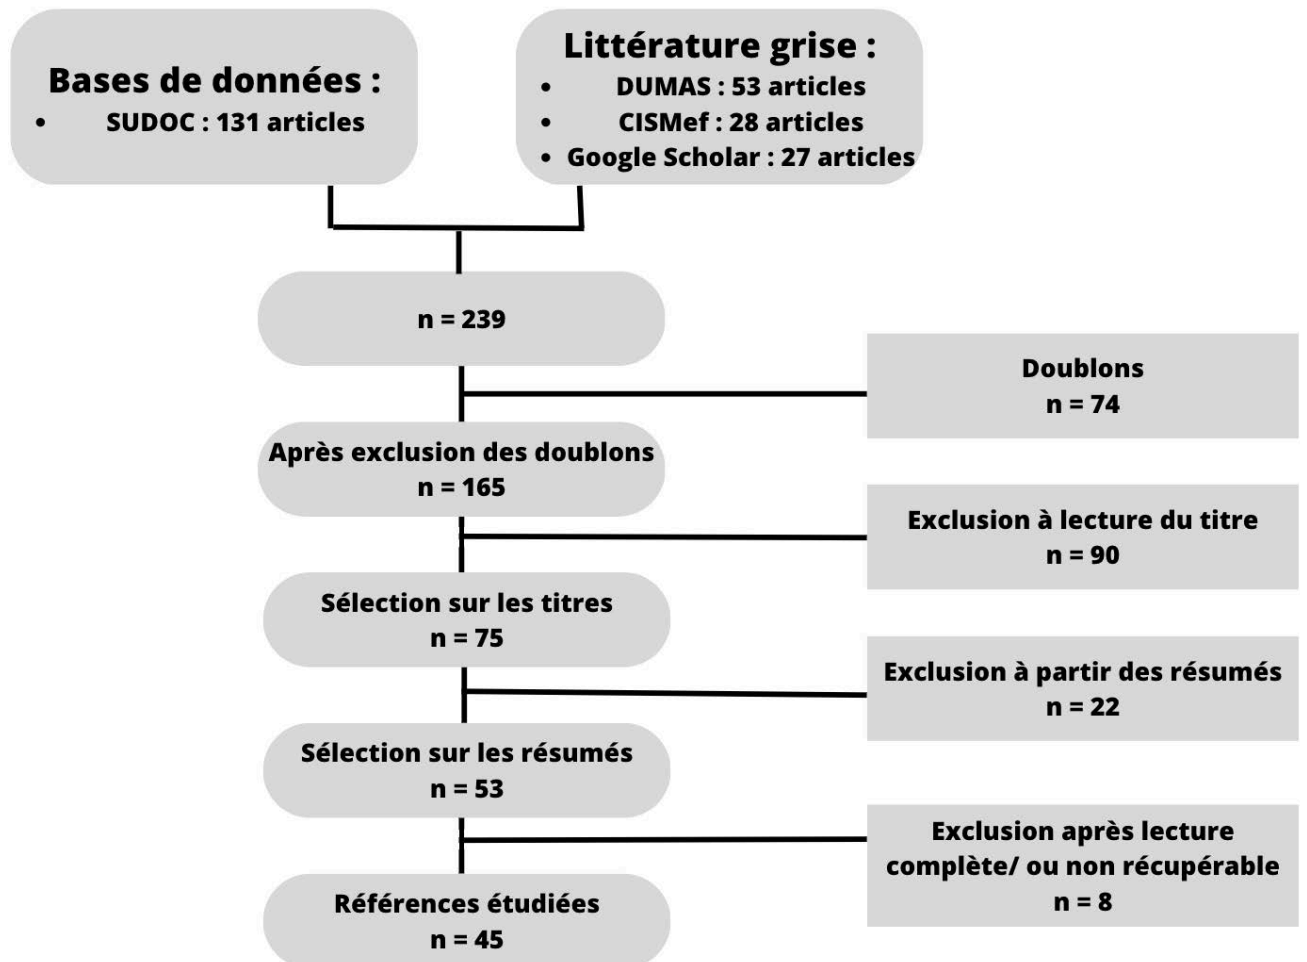 Bases de données :
• SUDOC : 131 articles
Littérature grise :
• DUMAS : 53 articles
• CISMef : 28 articles
• Google Scholar : 27 articles
n = 239
Doublons
n = 74
Après exclusion des doublons
n = 165
Exclusion à lecture du titre
n = 90
Sélection sur les titres
n = 75
Exclusion à partir des résumés
n = 22
Sélection sur les résumés
n = 53
Exclusion après lecture
complète/ ou non récupérable
n = 8
Références étudiées
n = 45